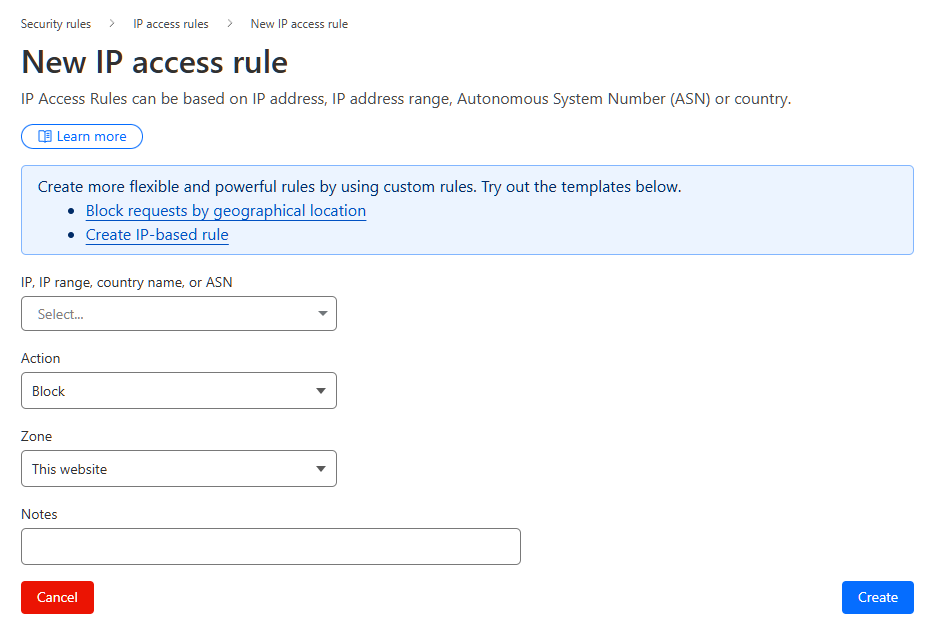 Security rules > IP access rules > New IP access rule
New IP access rule
IP Access Rules can be based on IP address, IP address range, Autonomous System Number (ASN) or country.
Learn more
Create more flexible and powerful rules by using custom rules. Try out the templates below.
• Block requests by geographical location
• Create IP-based rule
IP, IP range, country name, or ASN
Select...
Action
Block
Zone
This website
Notes
Cancel Create